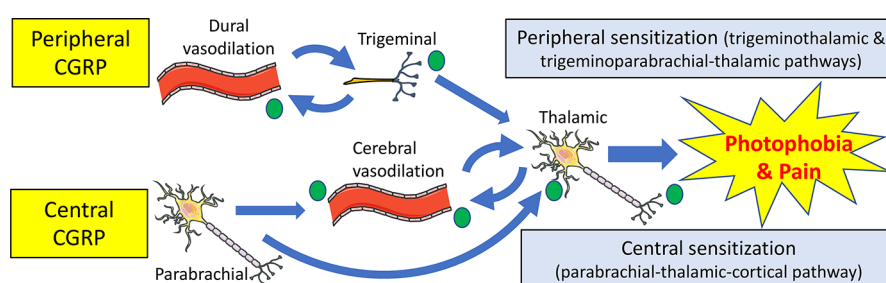 Peripheral
CGRP
Dural
vasodilation
Trigeminal
Peripheral sensitization (trigeminothalamic &
trigeminoparabrachial-thalamic pathways)
Thalamic
Photophobia
& Pain
Cerebral
vasodilation
Central
CGRP
Parabrachial
Central sensitization
(parabrachial-thalamic-cortical pathway)